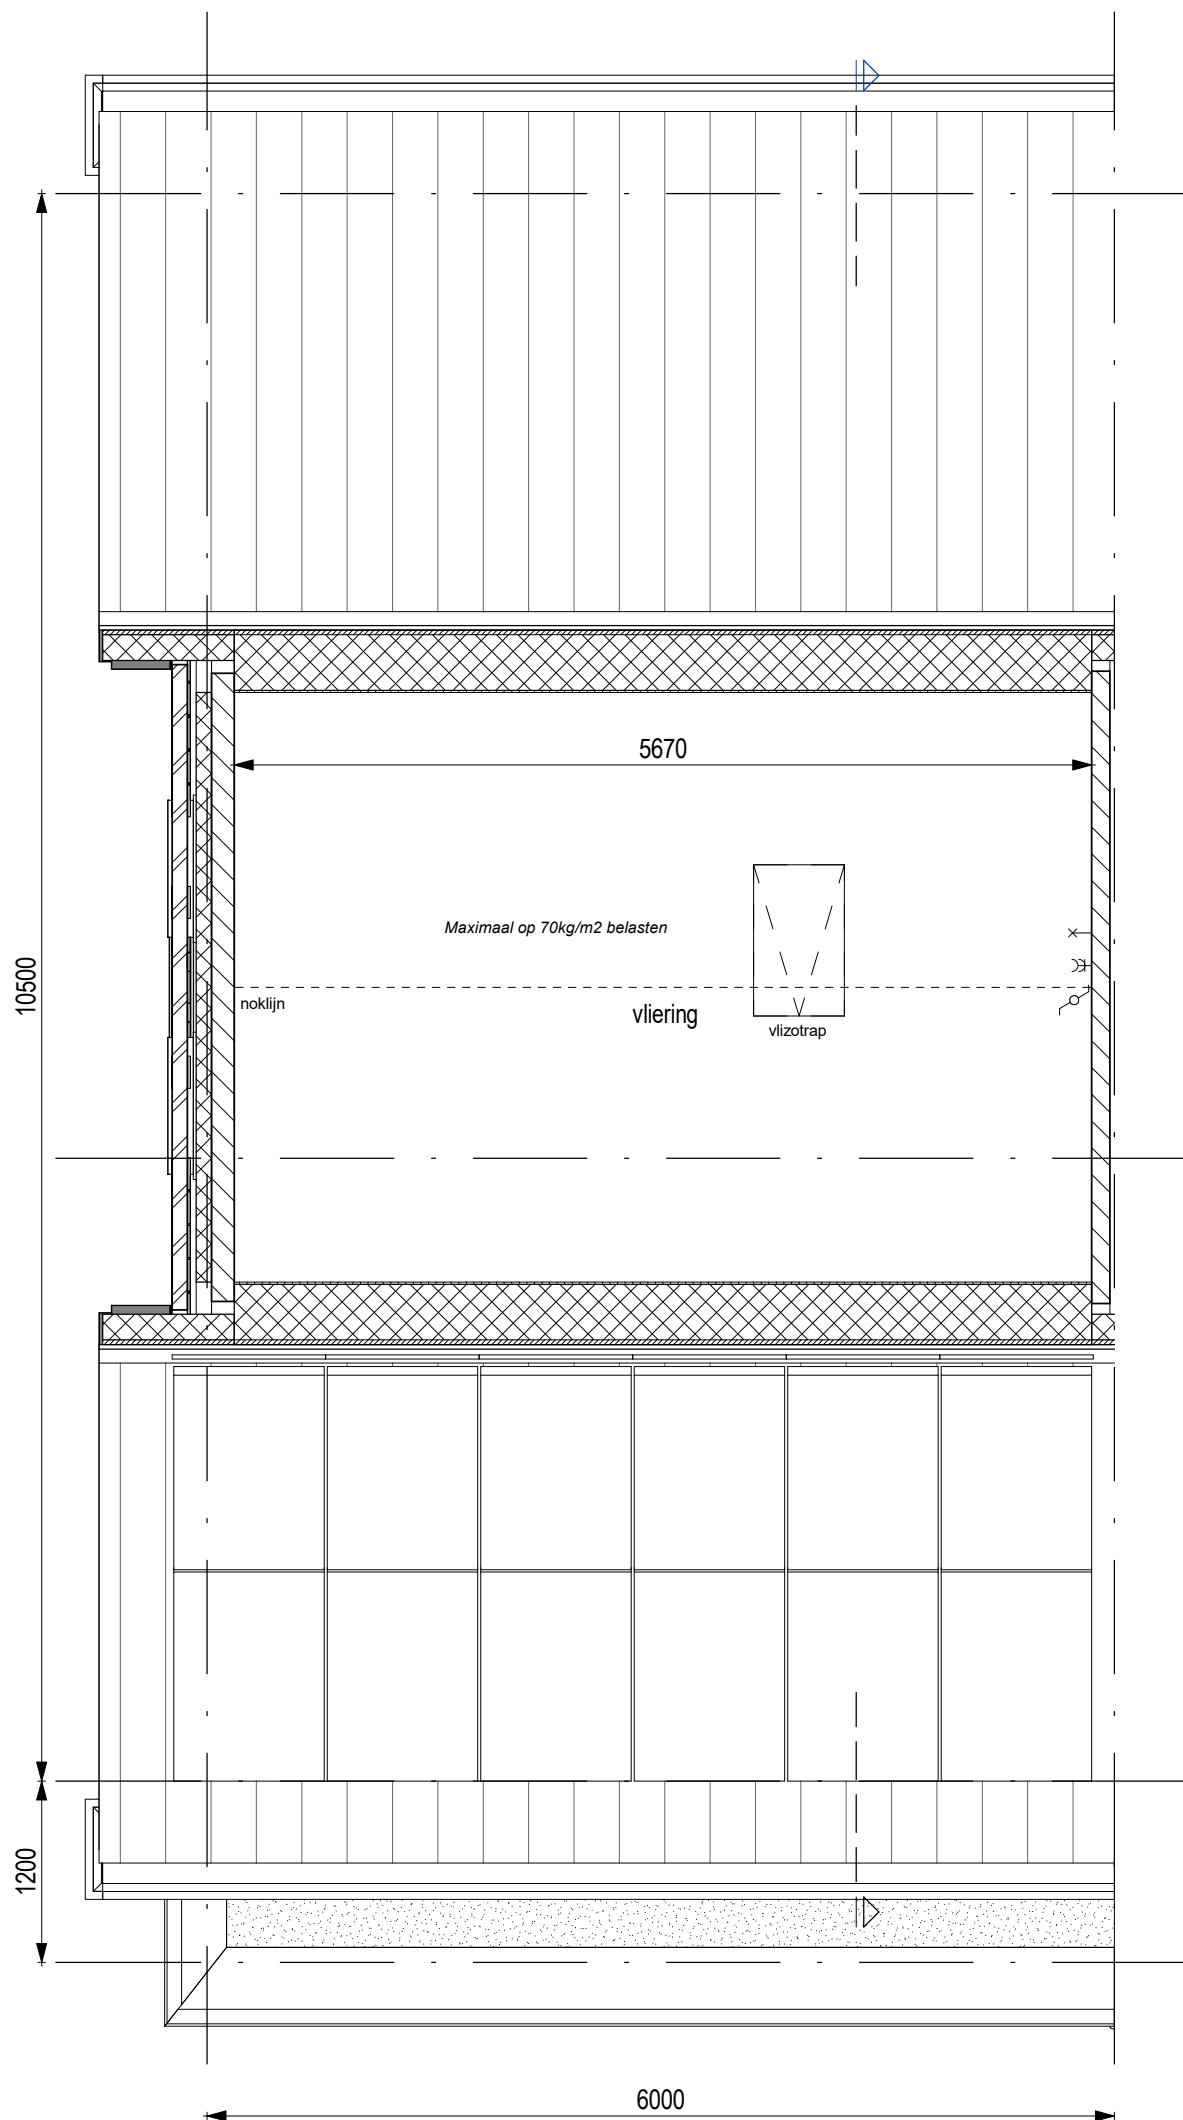 5670
Maximaal op 70kg/m2 belasten
noklijn
vliering
vlizotrap
10500
1200
6000